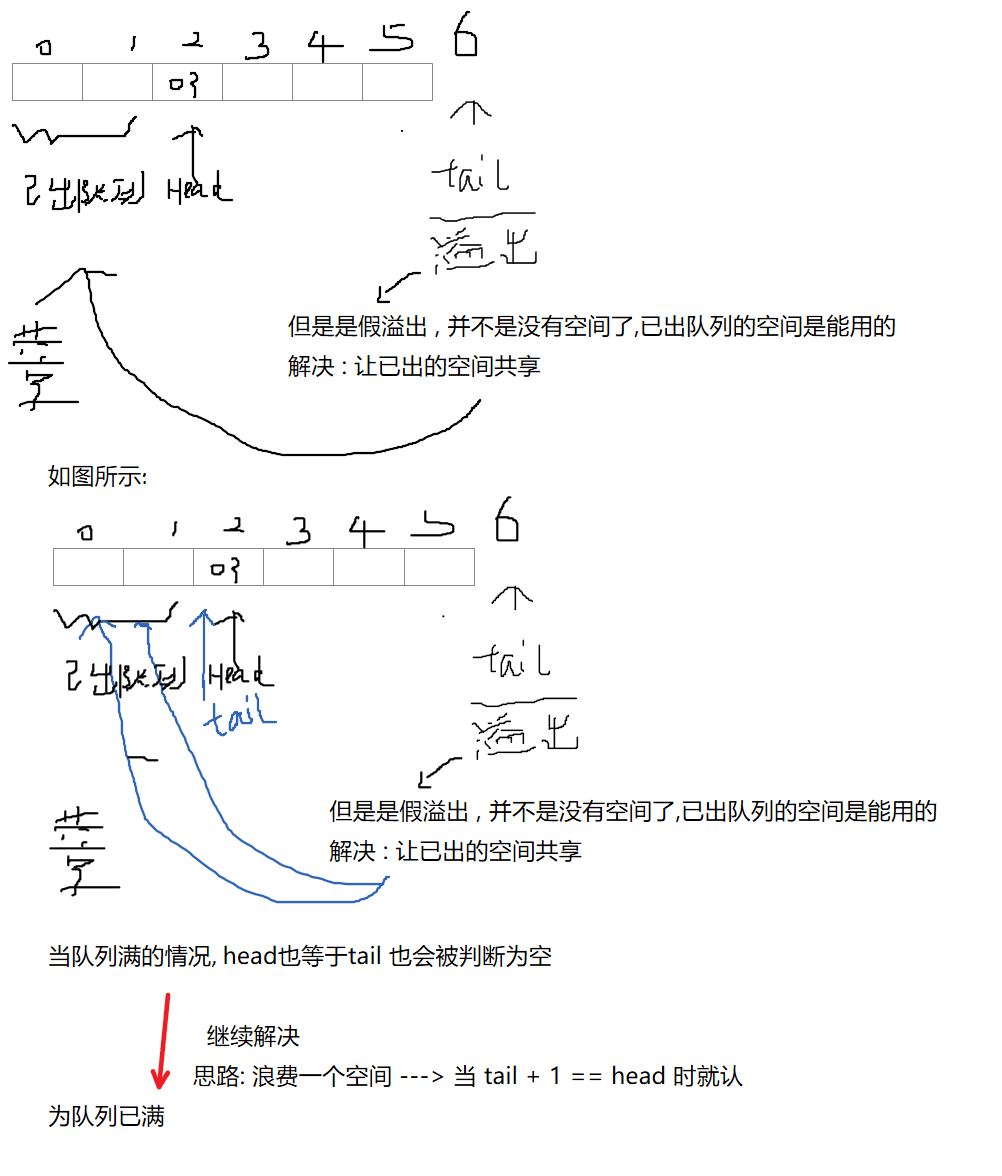 0 1 2 3 4 5 6
03
已出队列 Head
tail
溢出
但是是假溢出 , 并不是没有空间了,已出队列的空间是能用的
解决 : 让已出的空间共享
共享
如图所示:
0 1 2 3 4 5 6
03
已出队列 Head
tail
tail
溢出
但是是假溢出 , 并不是没有空间了,已出队列的空间是能用的
解决 : 让已出的空间共享
共享
当队列满的情况, head也等于tail 也会被判断为空
继续解决
思路: 浪费一个空间 ---> 当 tail + 1 == head 时就认
为队列已满